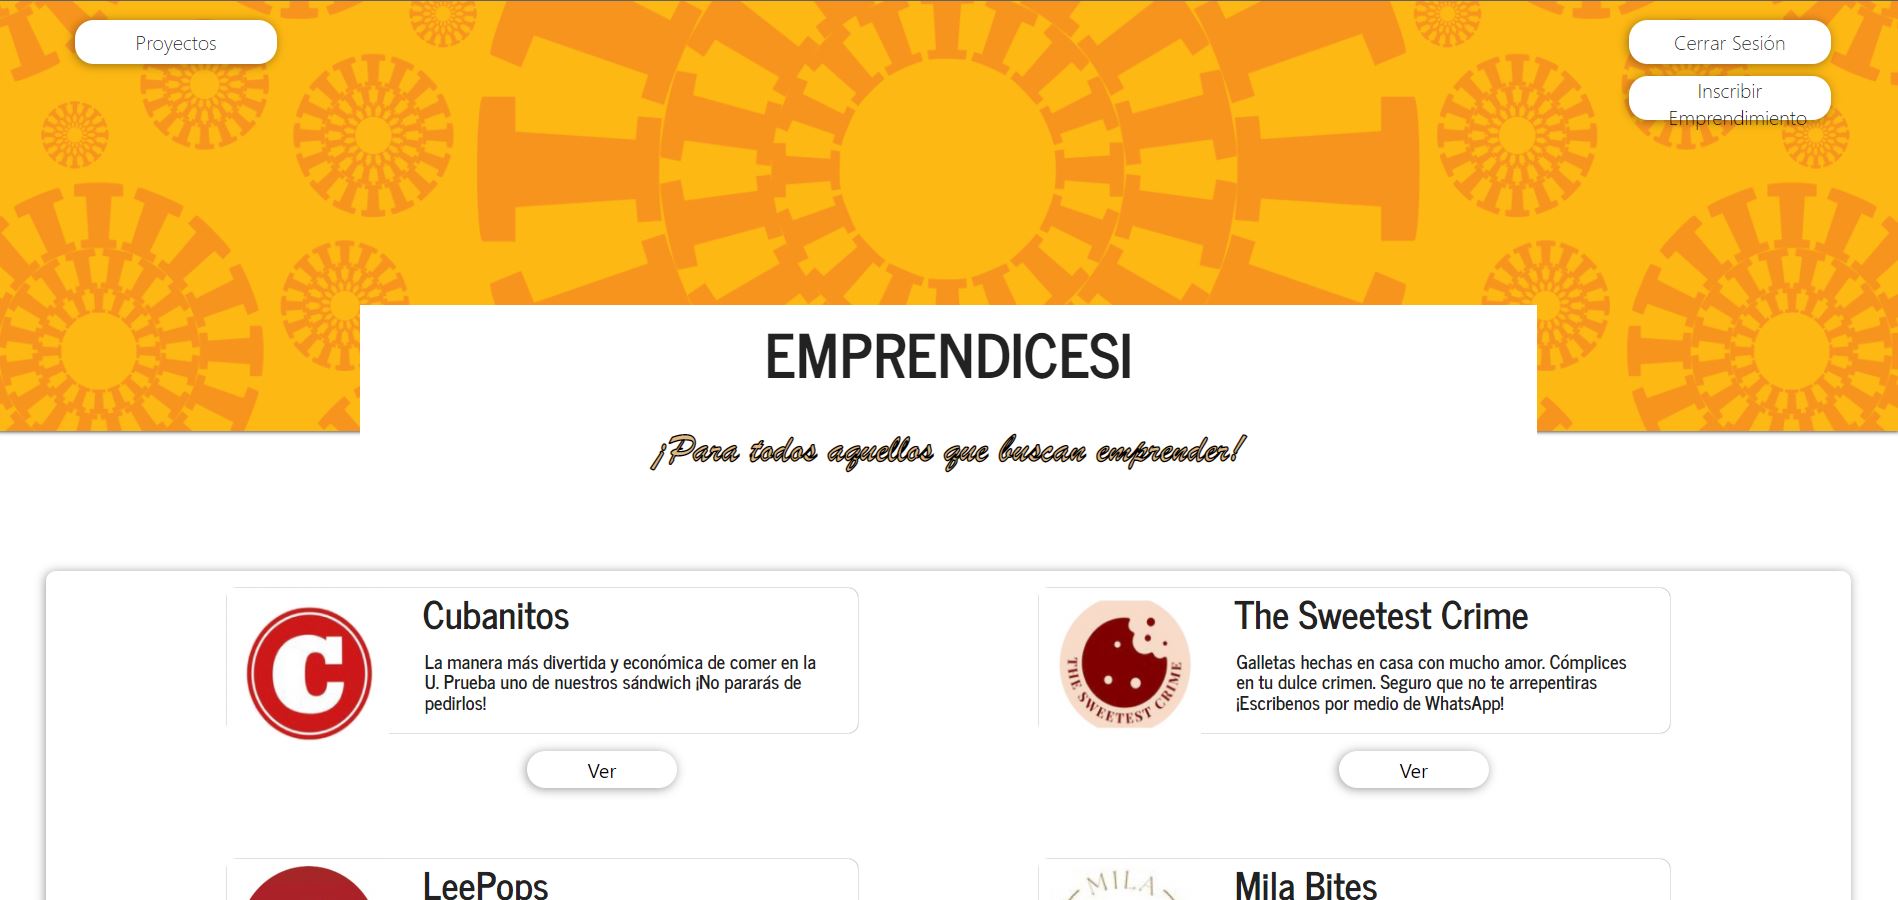 Proyectos
Cerrar Sesión
Inscribir
Emprendimiento
EMPRENDICESI
¡Para todos aquellos que buscan emprender!
C
Cubanitos
La manera más divertida y económica de comer en la
U. Prueba uno de nuestros sándwich ¡No pararás de
pedirlos!
Ver
THE SWEETEST CRIME
The Sweetest Crime
Galletas hechas en casa con mucho amor. Cómplices
en tu dulce crimen. Seguro que no te arrepentiras
¡Escribenos por medio de WhatsApp!
Ver
LeePops
MILA
Mila Bites